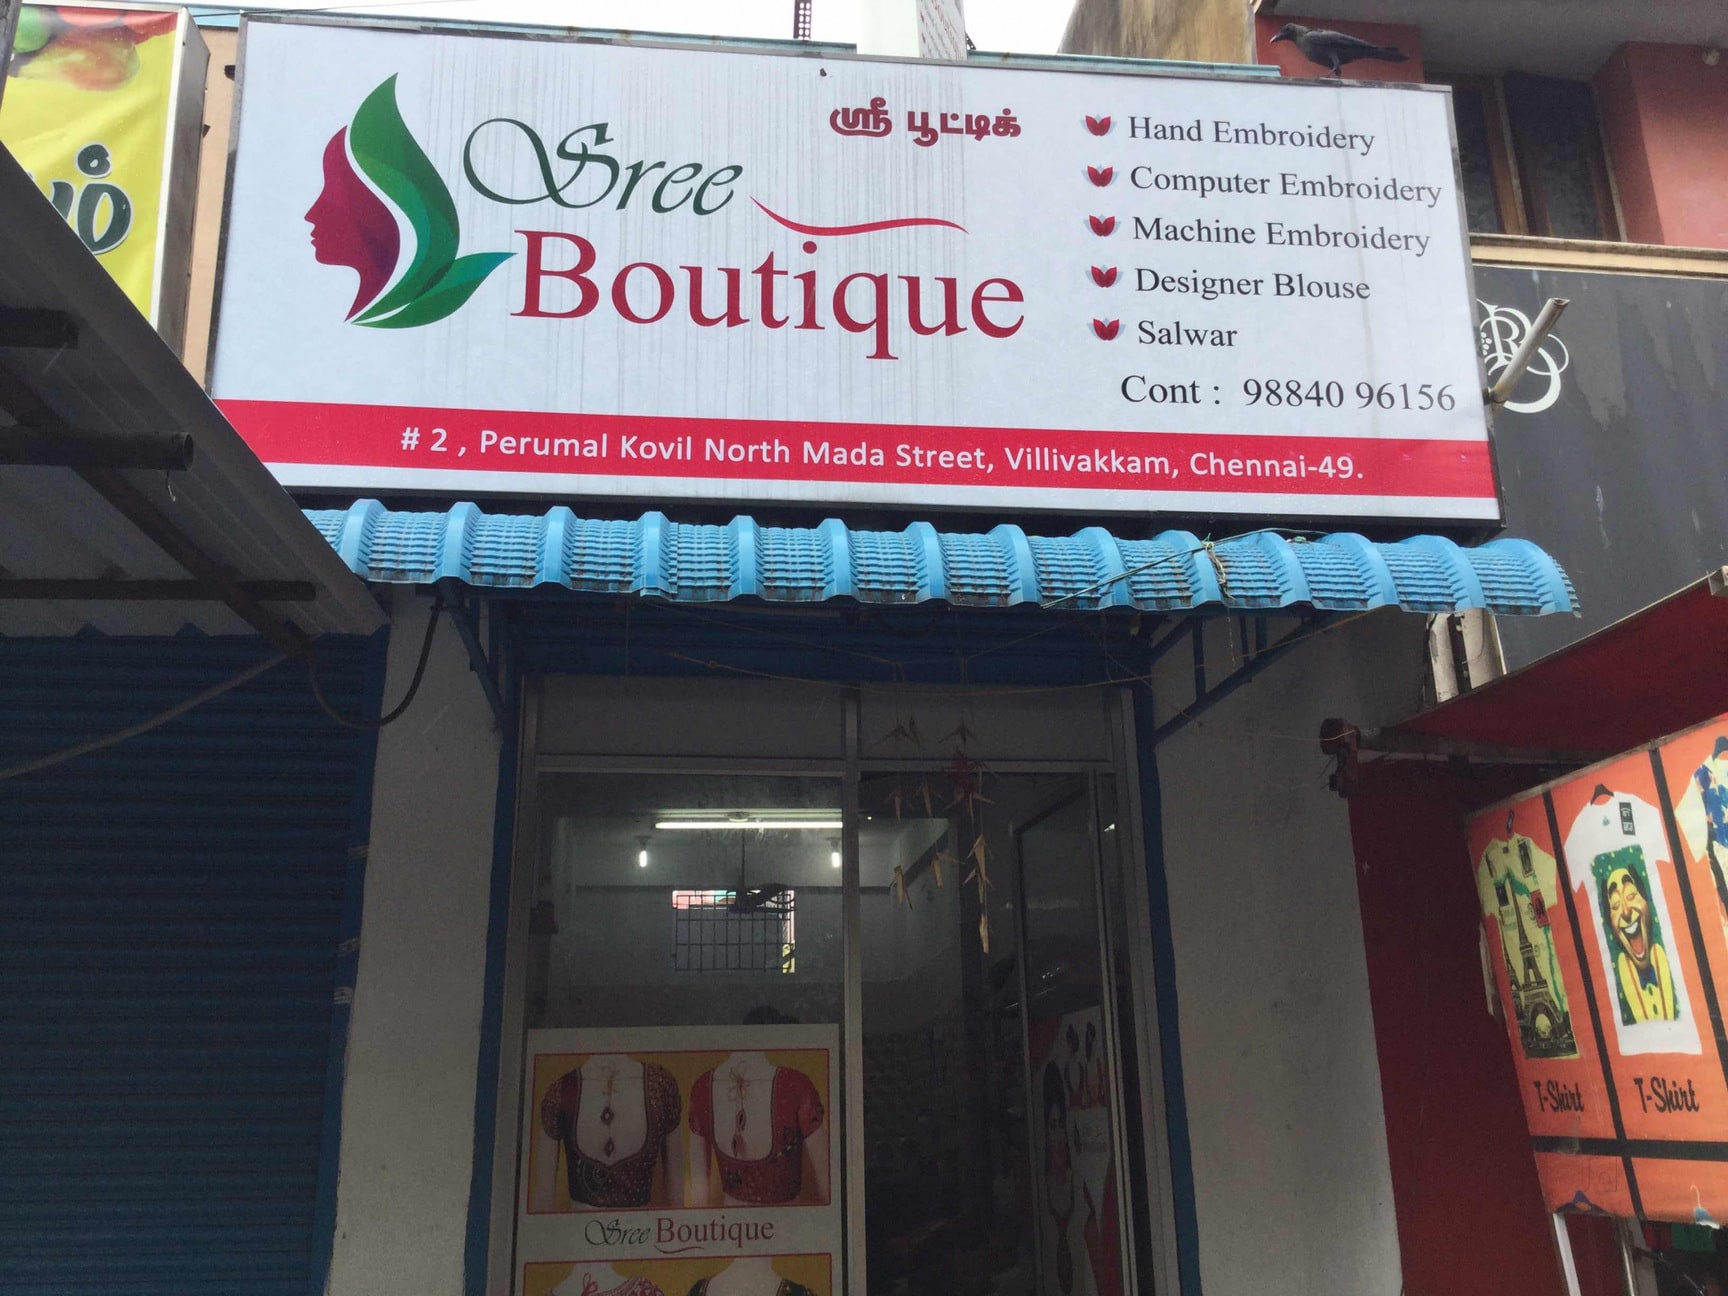 Sree
Boutique
ஸ்ரீ பூட்டிக்
Hand Embroidery
Computer Embroidery
Machine Embroidery
Designer Blouse
Salwar
Cont : 98840 96156
# 2 , Perumal Kovil North Mada Street, Villivakkam, Chennai-49.
Sree Boutique
T-Shirt
T-Shirt